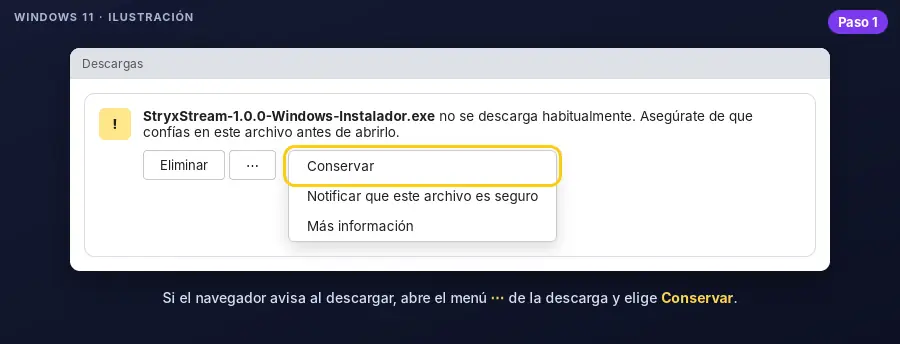 WINDOWS 11 · ILUSTRACIÓN
Paso 1
Descargas
!
StryxStream-1.0.0-Windows-Instalador.exe no se descarga habitualmente. Asegúrate de que
confías en este archivo antes de abrirlo.
Eliminar
···
Conservar
Notificar que este archivo es seguro
Más información
Si el navegador avisa al descargar, abre el menú ··· de la descarga y elige Conservar.